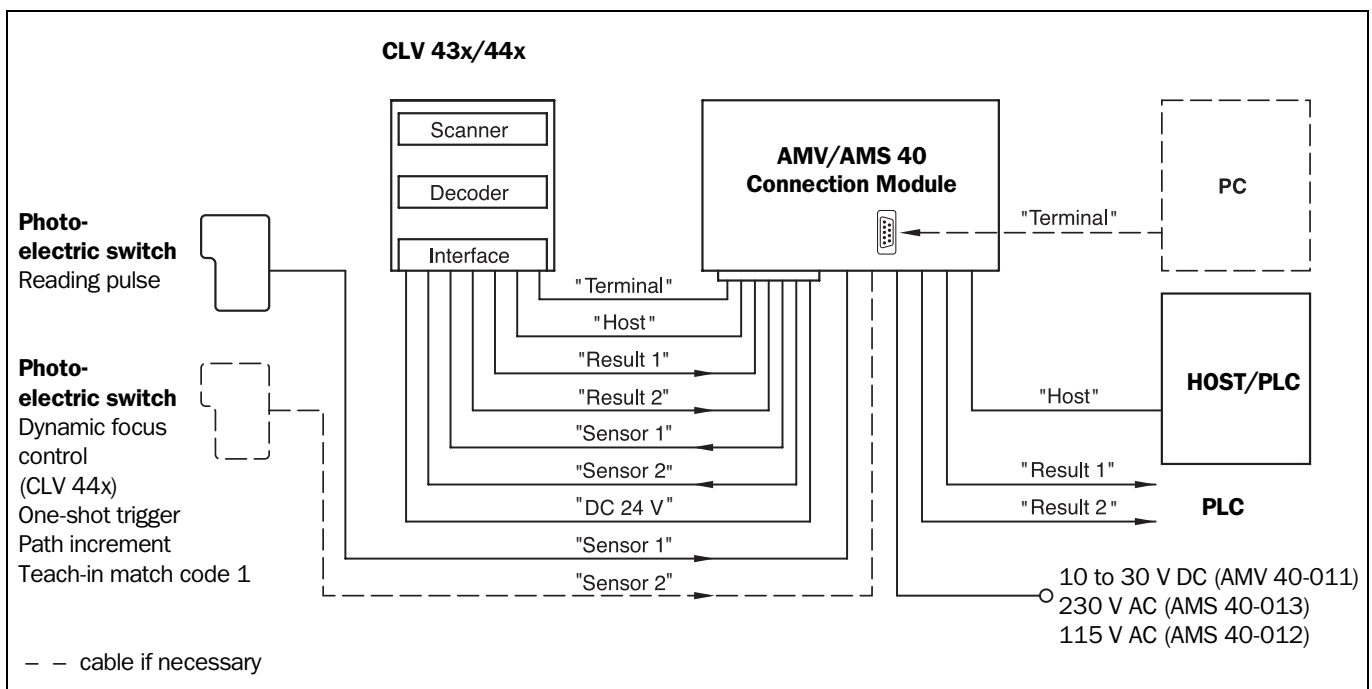 CLV 43x/44x
Scanner
Decoder
Interface
AMV/AMS 40
Connection Module
PC
"Terminal"
Photo-
electric switch
Reading pulse
"Terminal"
"Host"
"Result 1"
"Result 2"
"Sensor 1"
"Sensor 2"
"DC 24 V"
"Sensor 1"
"Sensor 2"
Photo-
electric switch
Dynamic focus
control
(CLV 44x)
One-shot trigger
Path increment
Teach-in match code 1
HOST/PLC
"Host"
"Result 1"
"Result 2"
PLC
10 to 30 V DC (AMV 40-011)
230 V AC (AMS 40-013)
115 V AC (AMS 40-012)
– – cable if necessary